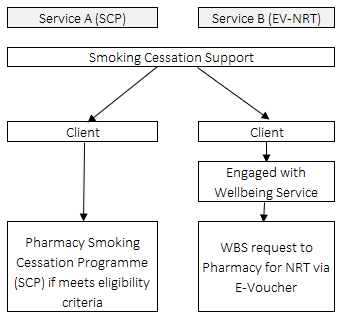 Service A (SCP)
Service B (EV-NRT)
Smoking Cessation Support
Client
Client
Engaged with
Wellbeing Service
Pharmacy Smoking
Cessation Programme
(SCP) if meets eligibility
criteria
WBS request to
Pharmacy for NRT via
E-Voucher